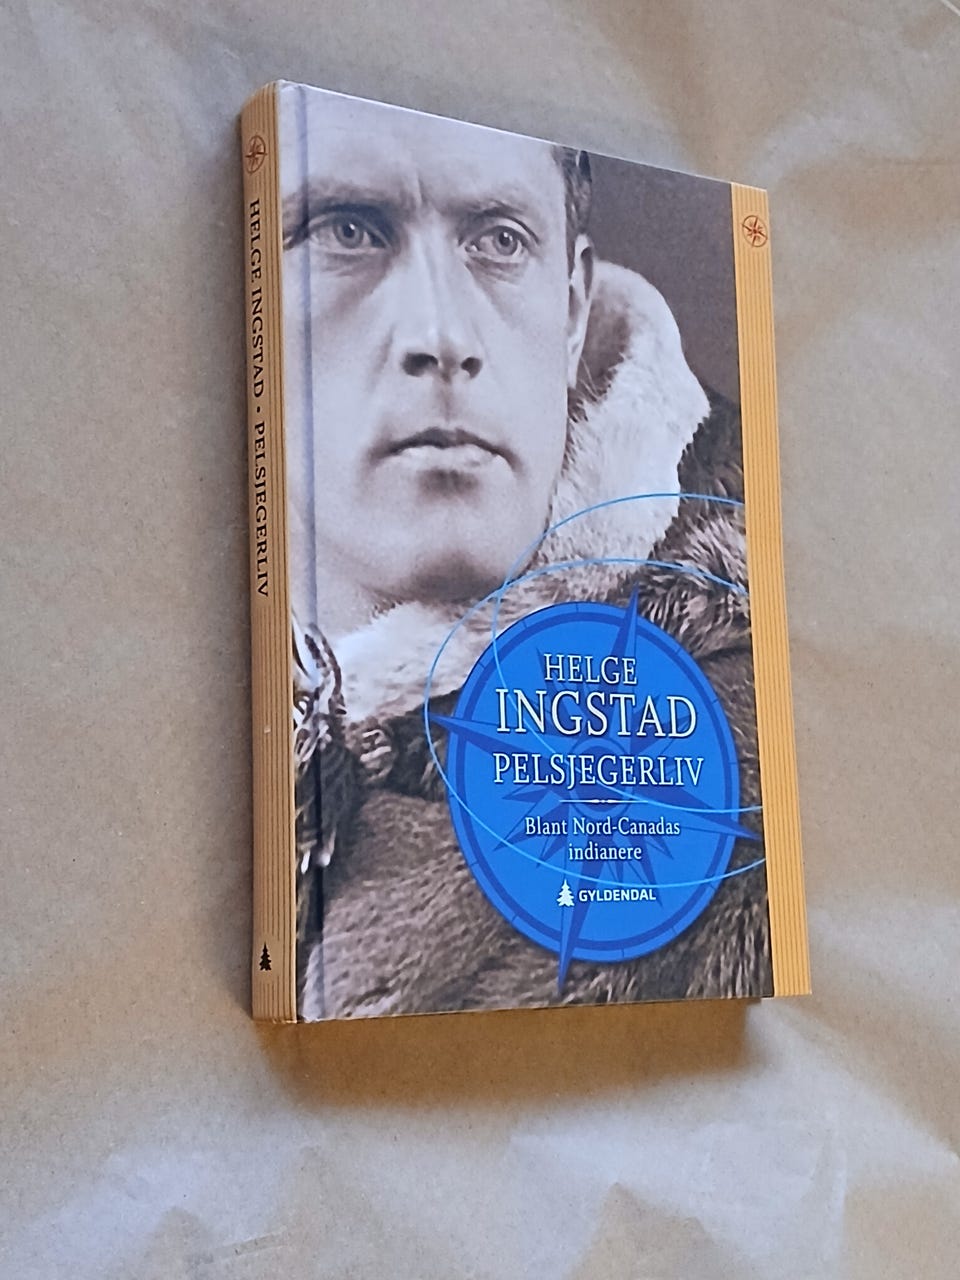 HELGE INGSTAD • PELSJEGERLIV
HELGE
INGSTAD
PELSJEGERLIV
Blant Nord-Canadas
indianere
GYLDENDAL